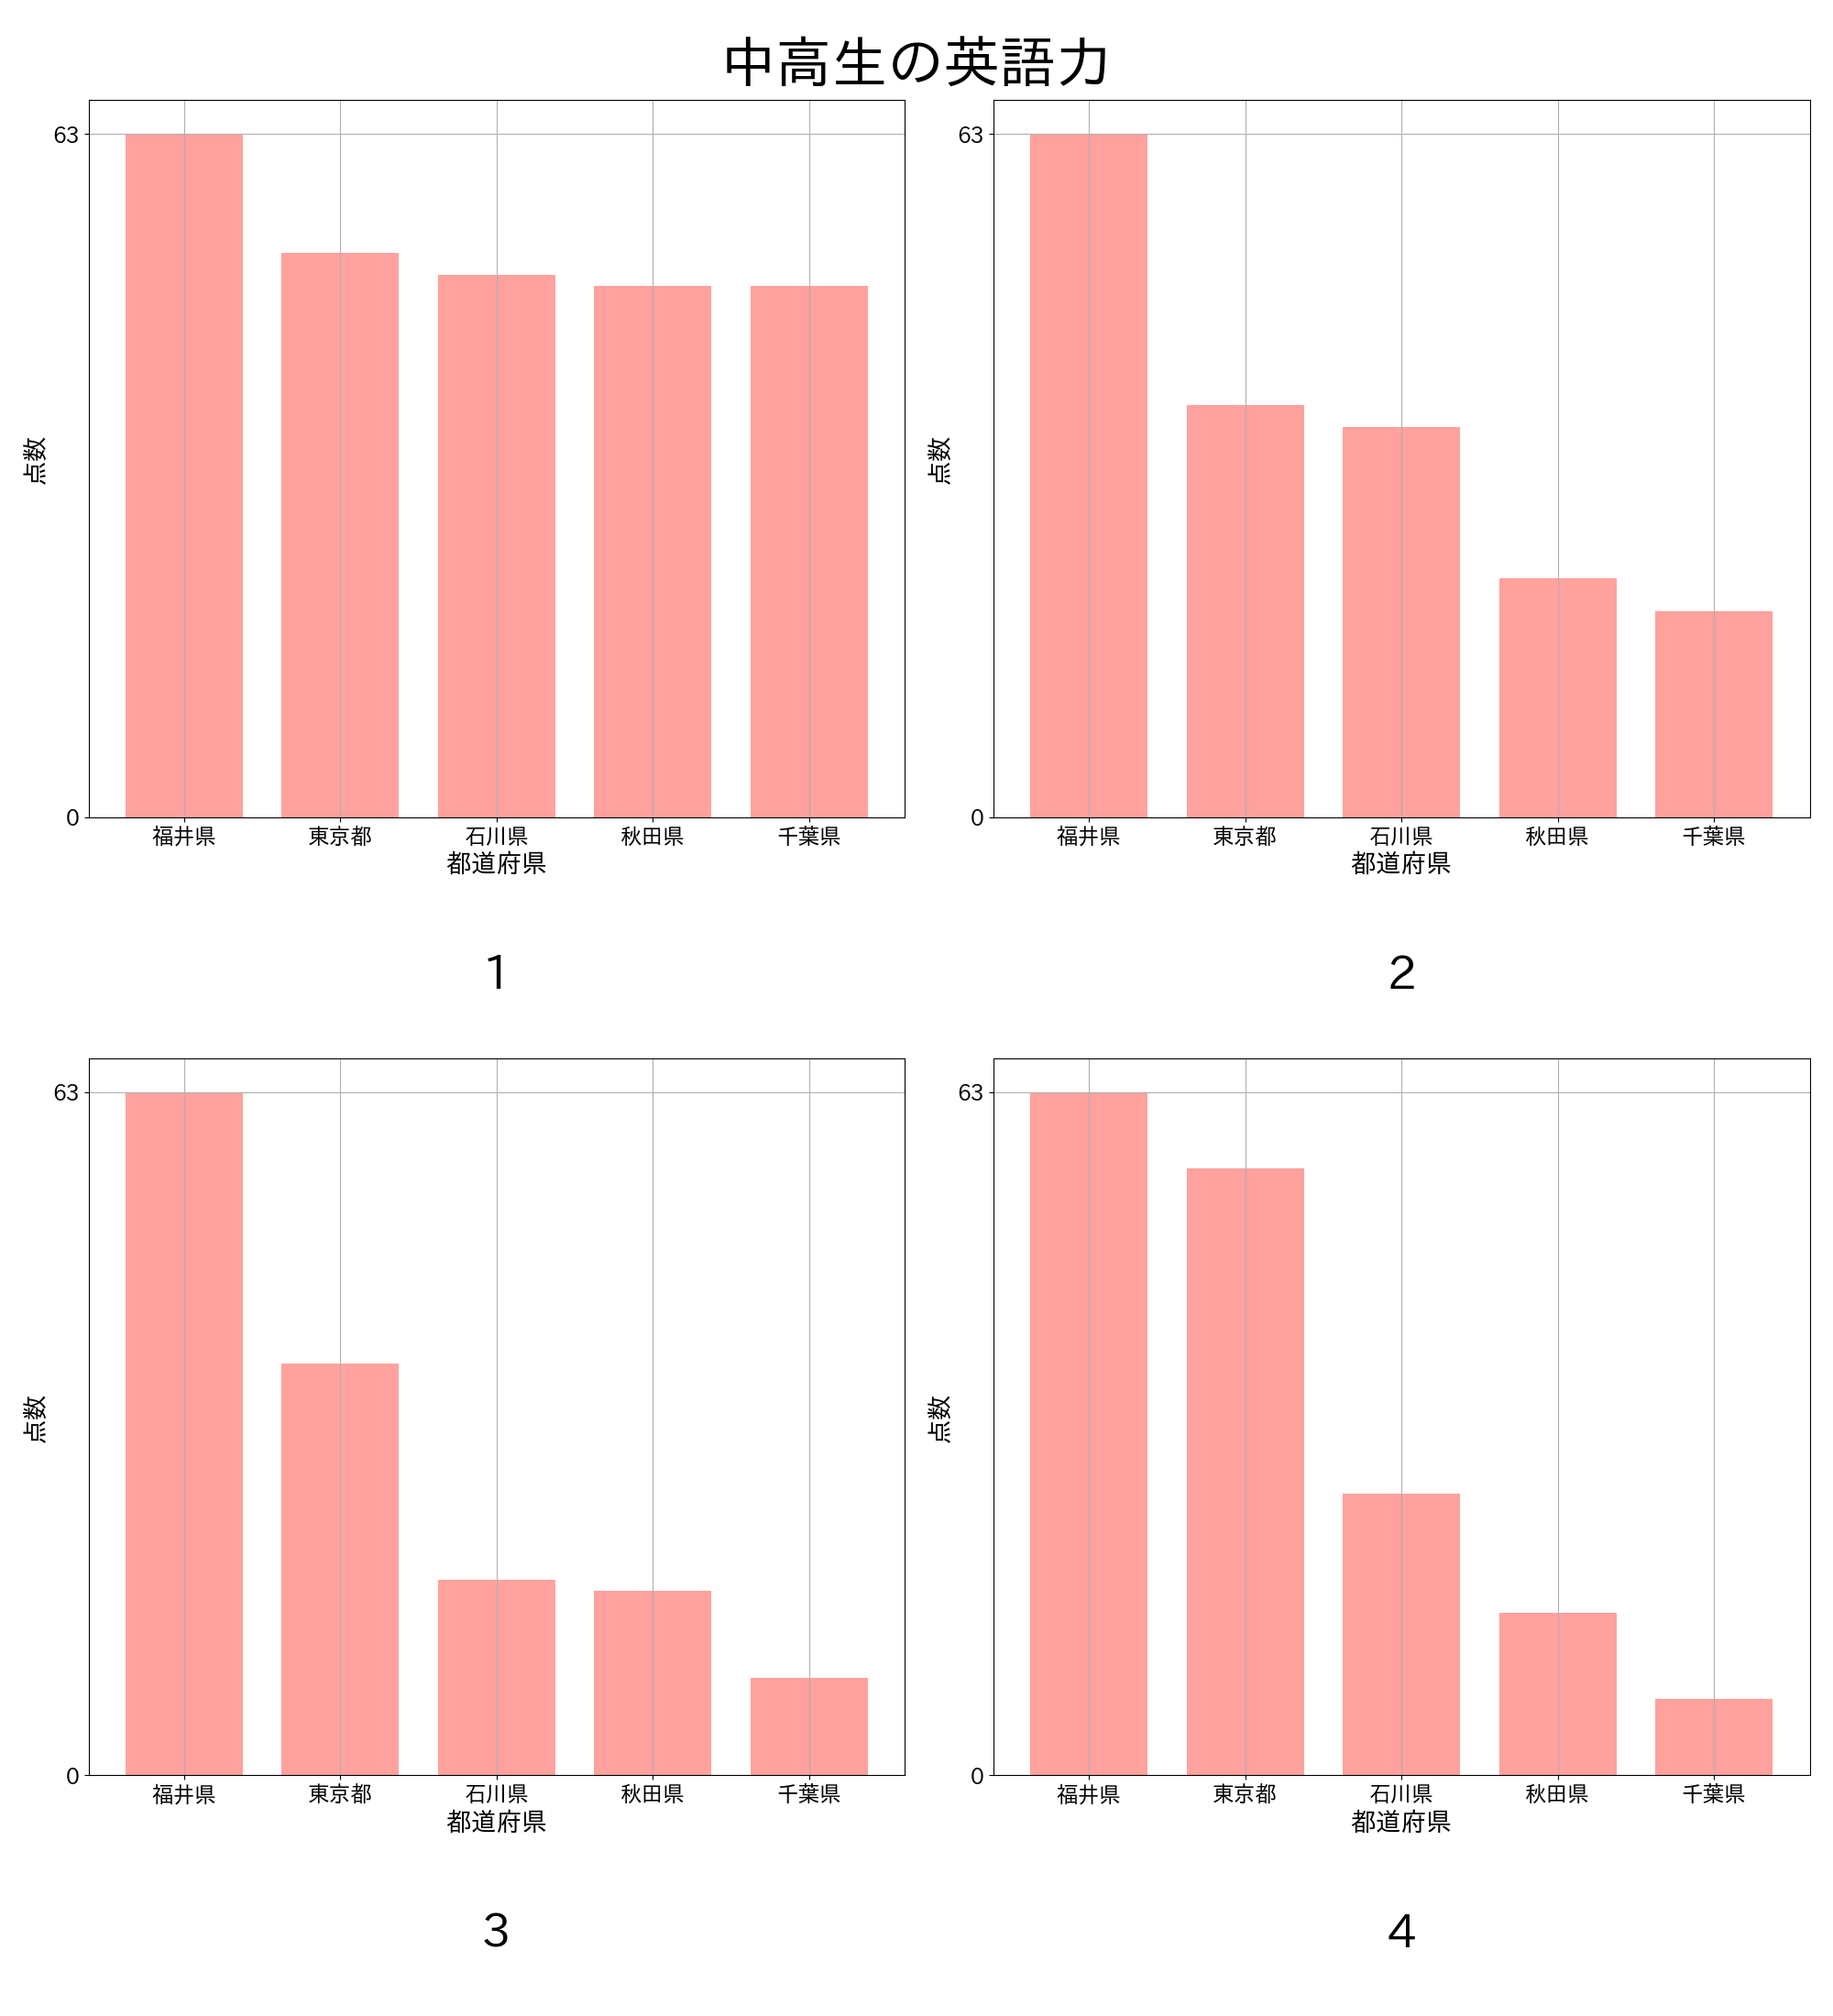 中高生の英語力
63
0
点数
福井県 東京都 石川県 秋田県 千葉県
都道府県
1
63
0
点数
福井県 東京都 石川県 秋田県 千葉県
都道府県
2
63
0
点数
福井県 東京都 石川県 秋田県 千葉県
都道府県
3
63
0
点数
福井県 東京都 石川県 秋田県 千葉県
都道府県
4